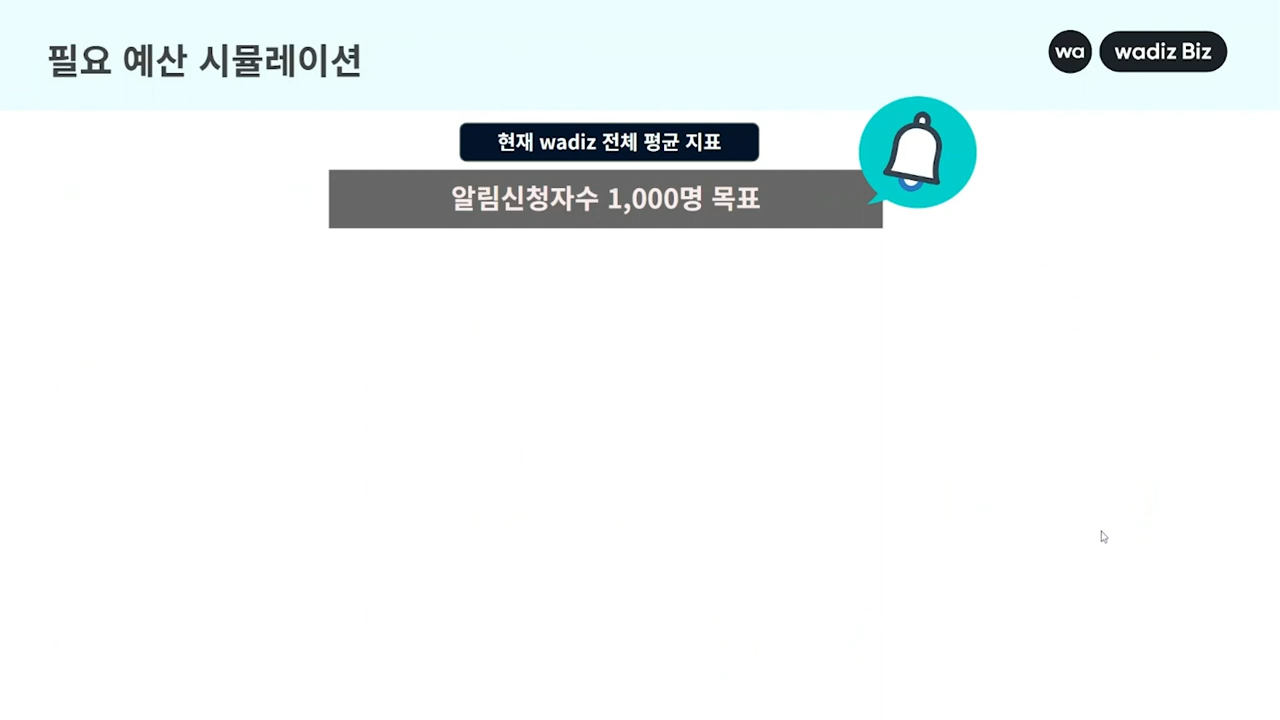 필요 예산 시뮬레이션
wa wadiz Biz
현재 wadiz 전체 평균 지표
알림신청자수 1,000명 목표